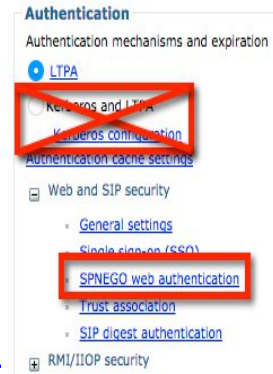 Authentication
Authentication mechanisms and expiration
LTPA
Kerberos and LTPA
Kerberos configuration
Authentication cache settings
Web and SIP security
General settings
Single sign-on (SSO)
SPNEGO web authentication
Trust association
SIP digest authentication
RMI/IIOP security